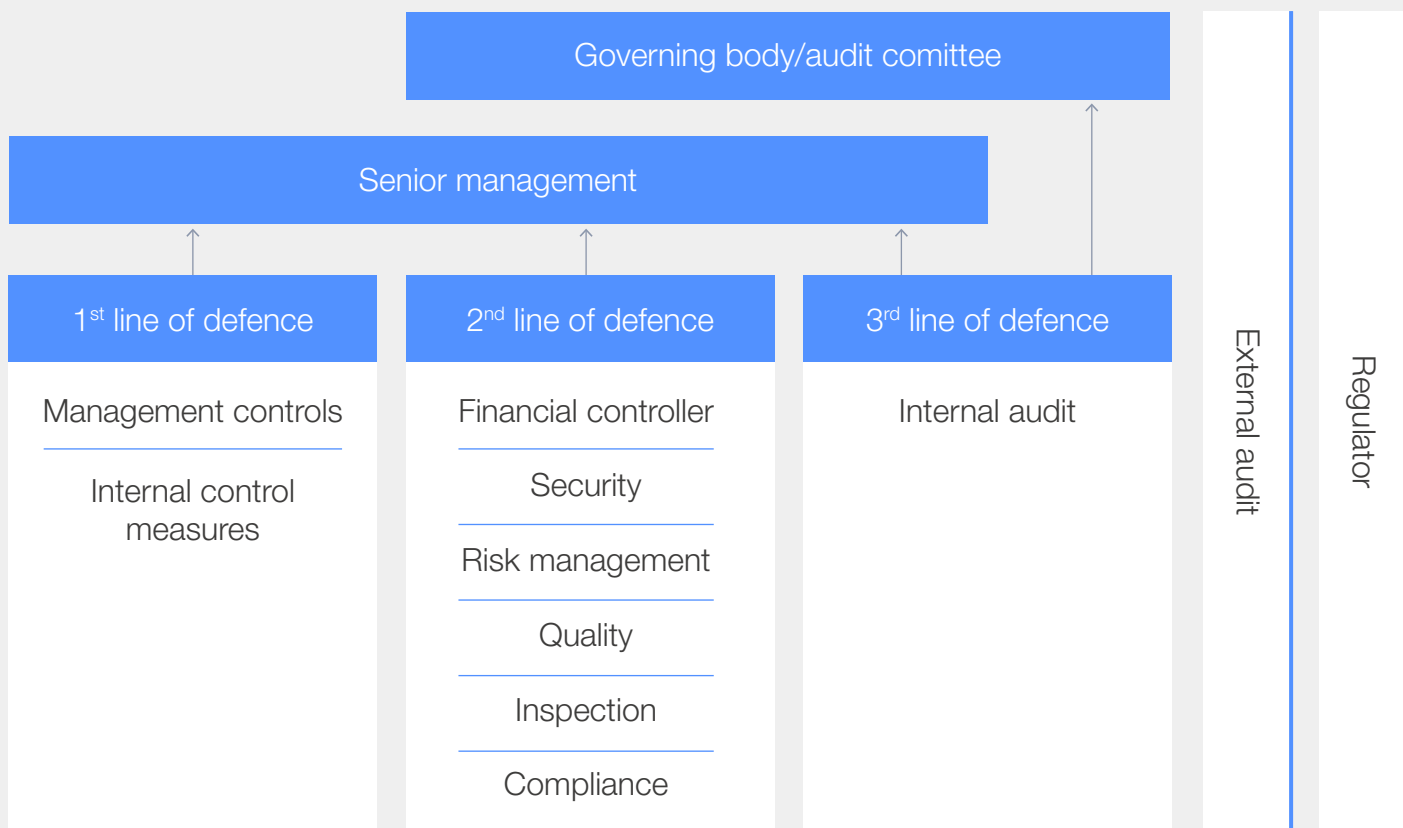 Governing body/audit comittee
Senior management
1st line of defence
2nd line of defence
3rd line of defence
Management controls
Internal control
measures
Financial controller
Security
Risk management
Quality
Inspection
Compliance
Internal audit
External audit
Regulator